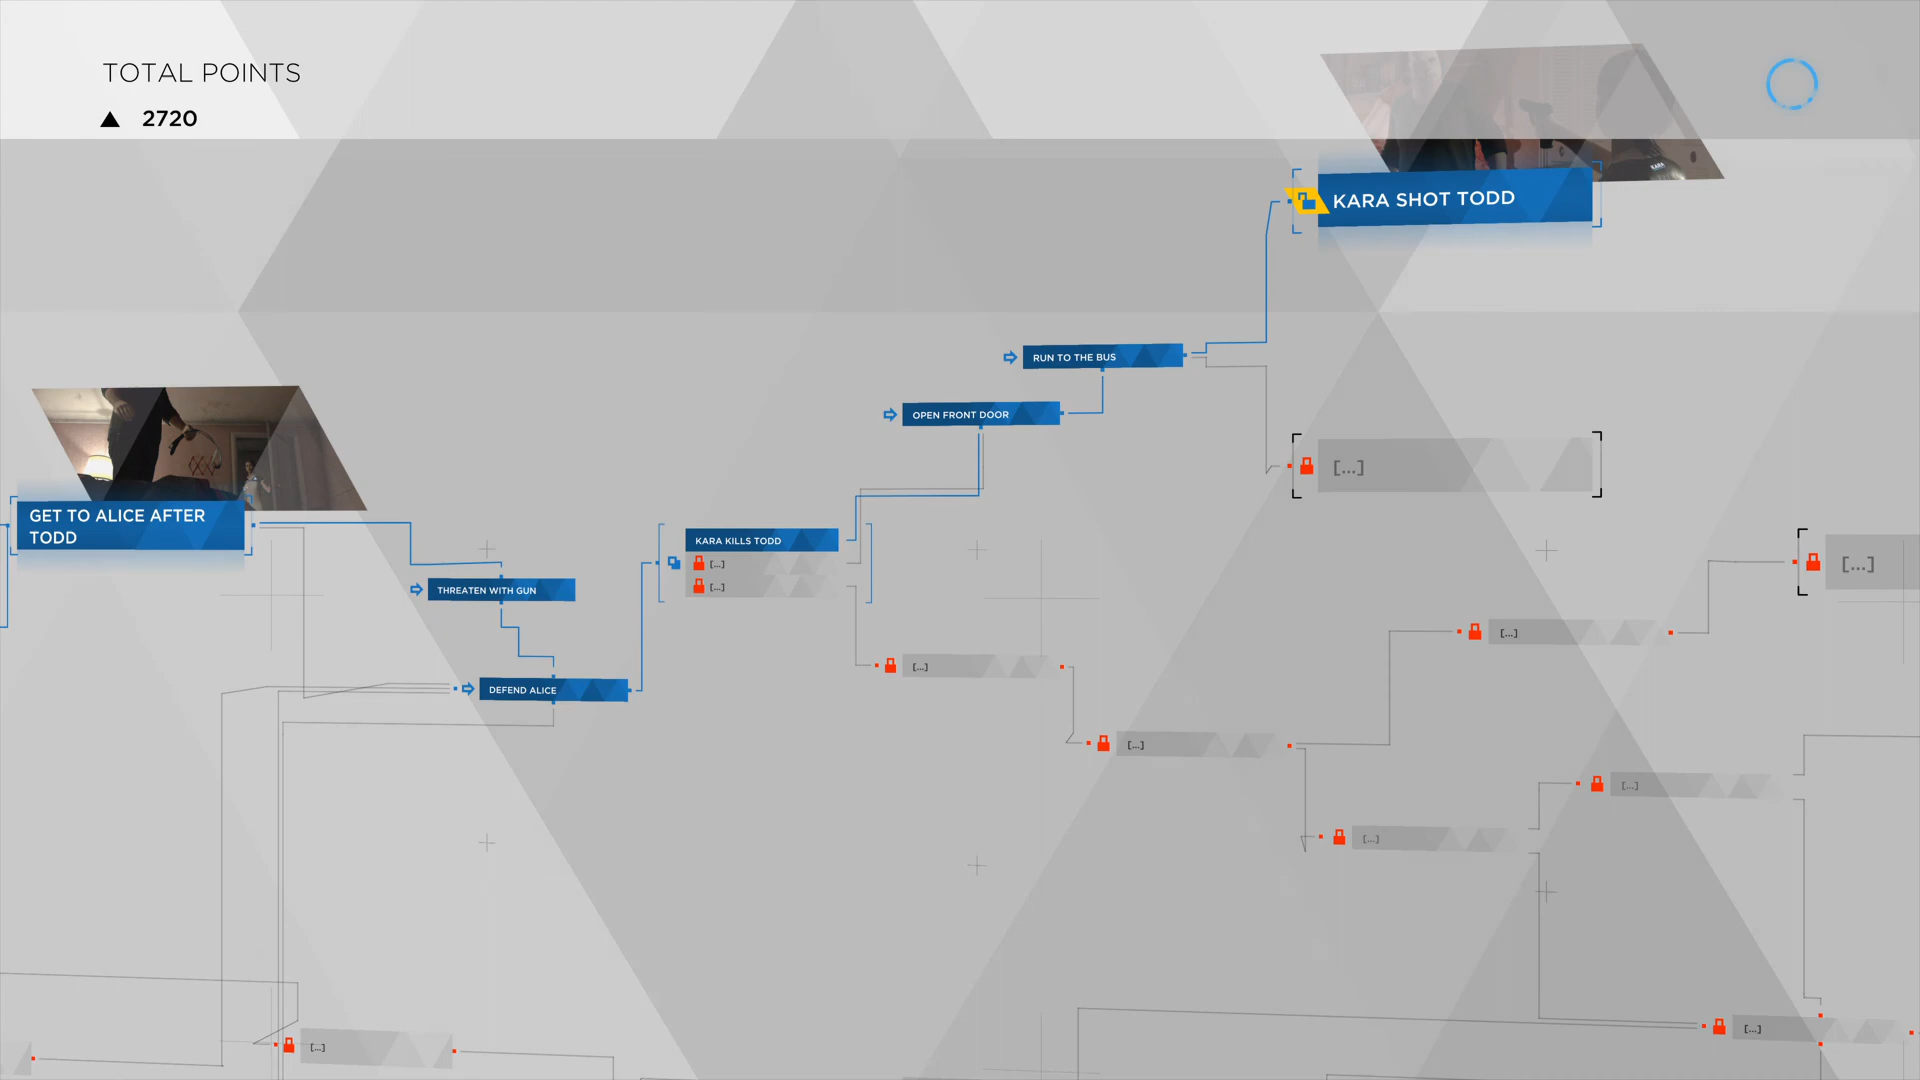 TOTAL POINTS
2720
KARA SHOT TODD
RUN TO THE BUS
OPEN FRONT DOOR
[...]
GET TO ALICE AFTER
TODD
KARA KILLS TODD
[...]
[...]
[...]
THREATEN WITH GUN
[...]
[...]
DEFEND ALICE
[...]
[...]
[...]
[...]
[...]